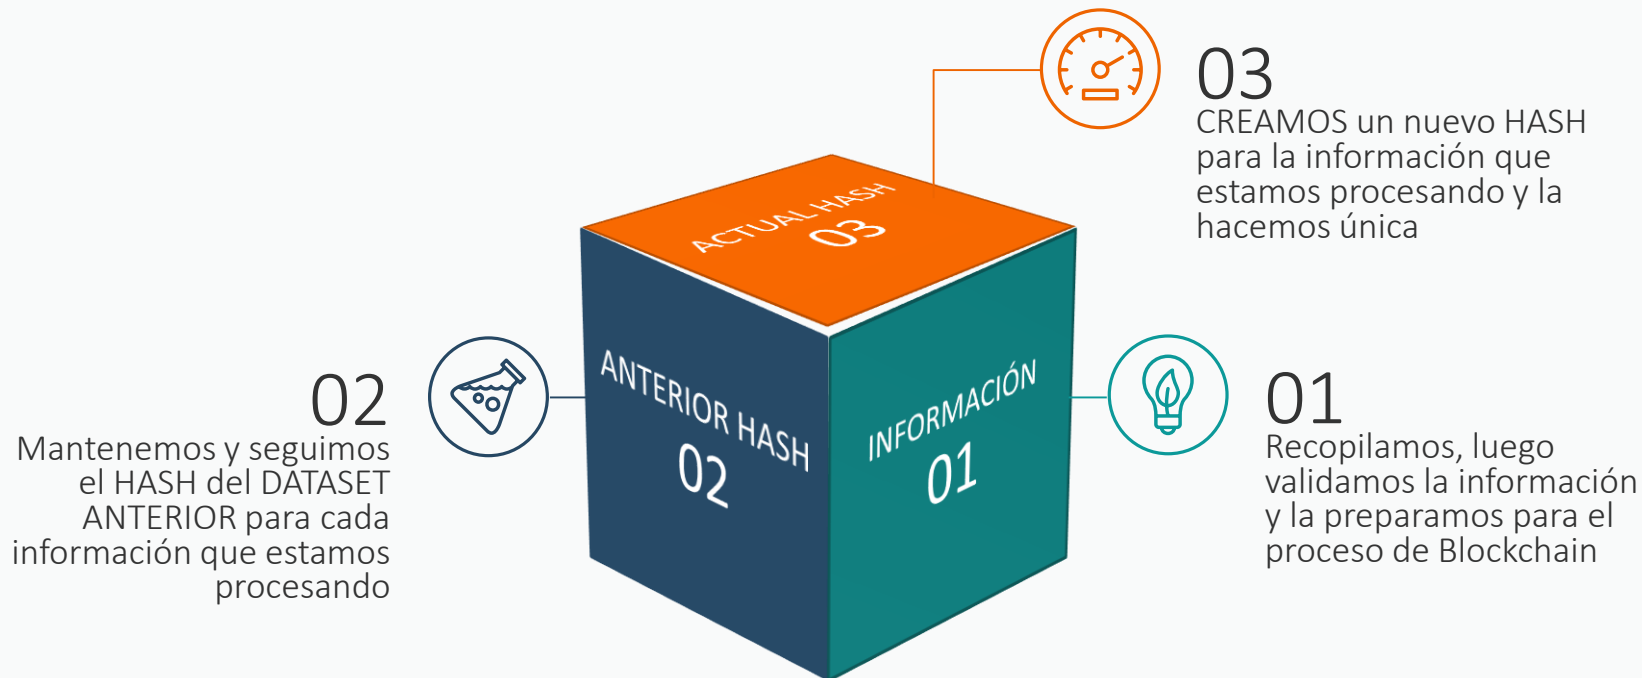 03
CREAMOS un nuevo HASH
para la información que
estamos procesando y la
hacemos única
ACTUAL HASH
03
ANTERIOR HASH
02
INFORMACIÓN
01
02
Mantenemos y seguimos
el HASH del DATASET
ANTERIOR para cada
información que estamos
procesando
01
Recopilamos, luego
validamos la información
y la preparamos para el
proceso de Blockchain